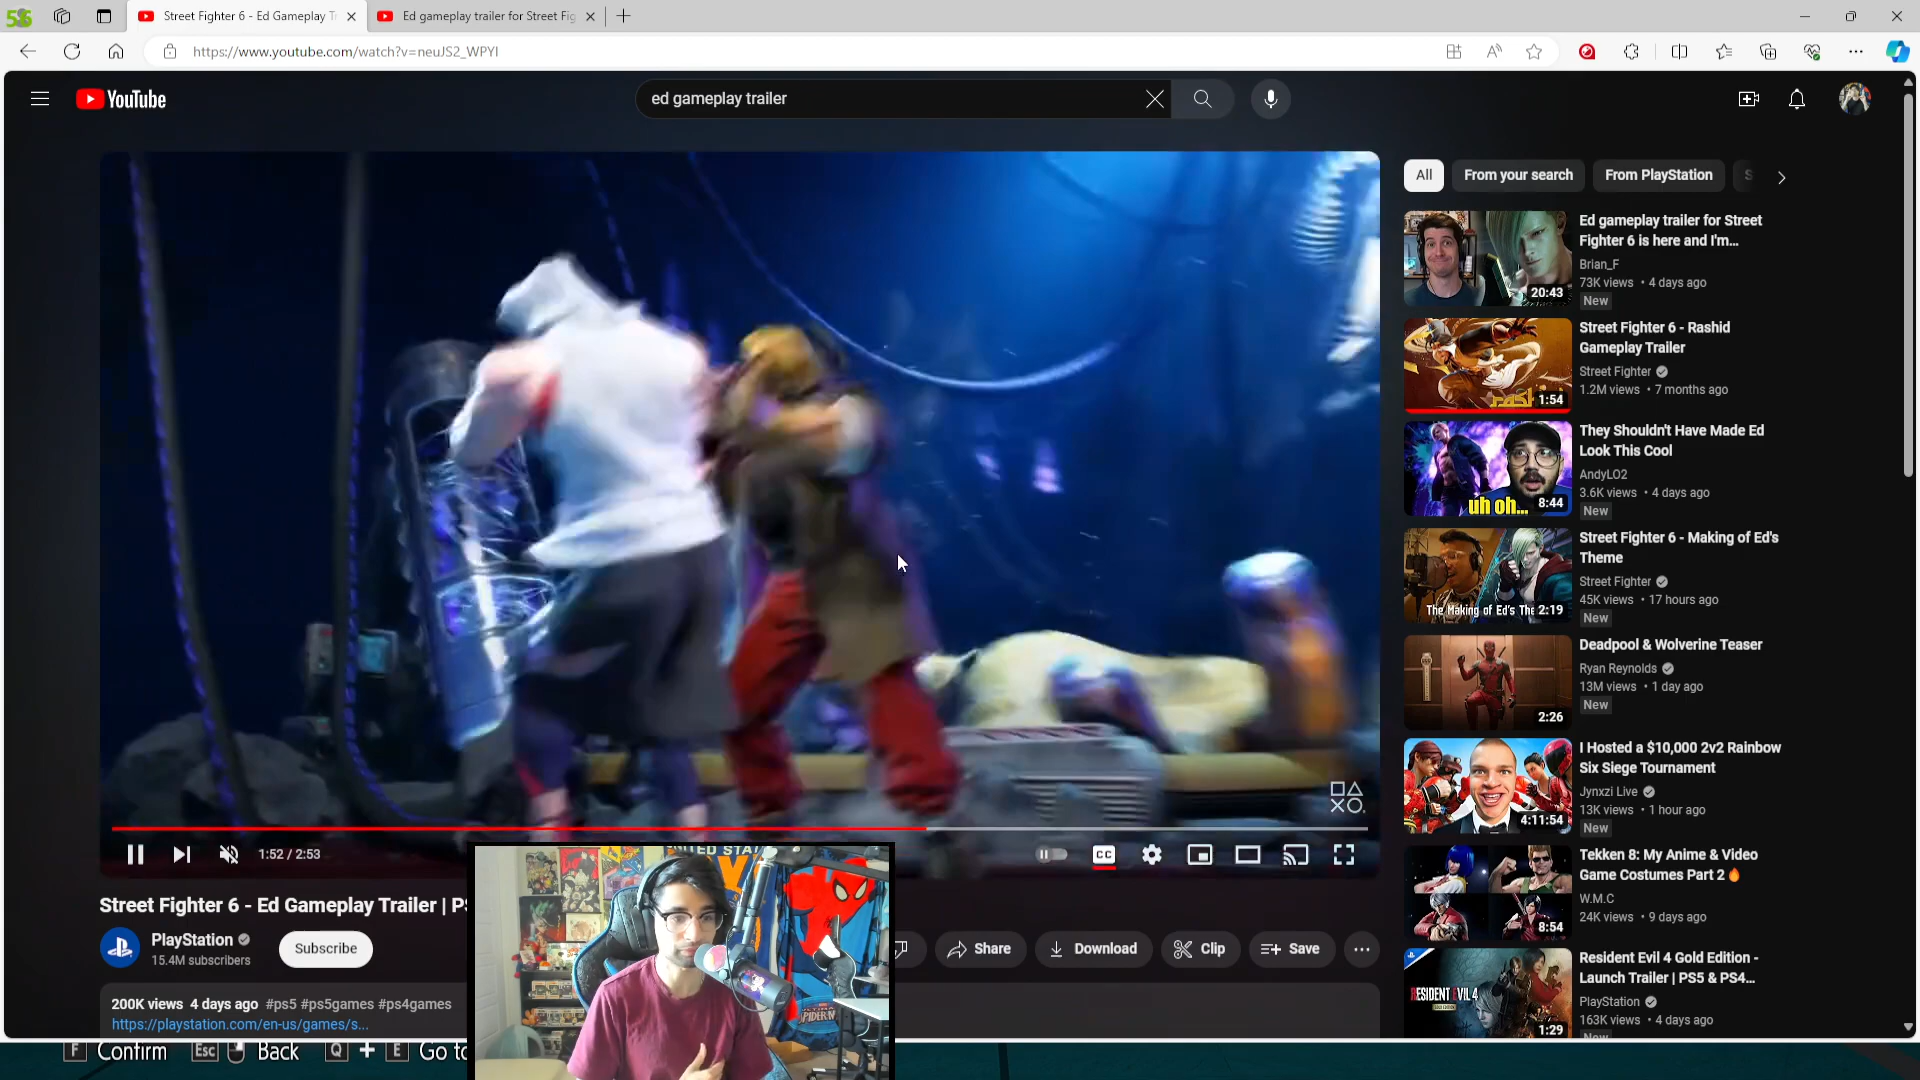 56
Street Fighter 6 - Ed Gameplay T
Ed gameplay trailer for Street Fig
https://www.youtube.com/watch?v=neuJS2_WPYI
YouTube
ed gameplay trailer
All
From your search
From PlayStation
S
Ed gameplay trailer for Street
Fighter 6 is here and I'm...
Brian_F
73K views • 4 days ago
New
20:43
Street Fighter 6 - Rashid
Gameplay Trailer
Street Fighter
1.2M views • 7 months ago
1:54
They Shouldn't Have Made Ed
Look This Cool
AndyLO2
3.6K views • 4 days ago
New
uh oh...
8:44
Street Fighter 6 - Making of Ed's
Theme
Street Fighter
45K views • 17 hours ago
New
The Making of Ed's The
2:19
Deadpool & Wolverine Teaser
Ryan Reynolds
13M views • 1 day ago
New
2:26
I Hosted a $10,000 2v2 Rainbow
Six Siege Tournament
Jynxzi Live
13K views • 1 hour ago
New
4:11:54
Tekken 8: My Anime & Video
Game Costumes Part 2🔥
W.M.C
24K views • 9 days ago
8:54
Resident Evil 4 Gold Edition -
Launch Trailer | PS5 & PS4...
PlayStation
163K views • 4 days ago
New
RESIDENT EVIL 4
1:29
1:52 / 2:53
CC
Street Fighter 6 - Ed Gameplay Trailer | PS
PlayStation
15.4M subscribers
Subscribe
Share
Download
Clip
Save
200K views 4 days ago #ps5 #ps5games #ps4games
https://playstation.com/en-us/games/s...
F Confirm Esc Back Q + E Go to